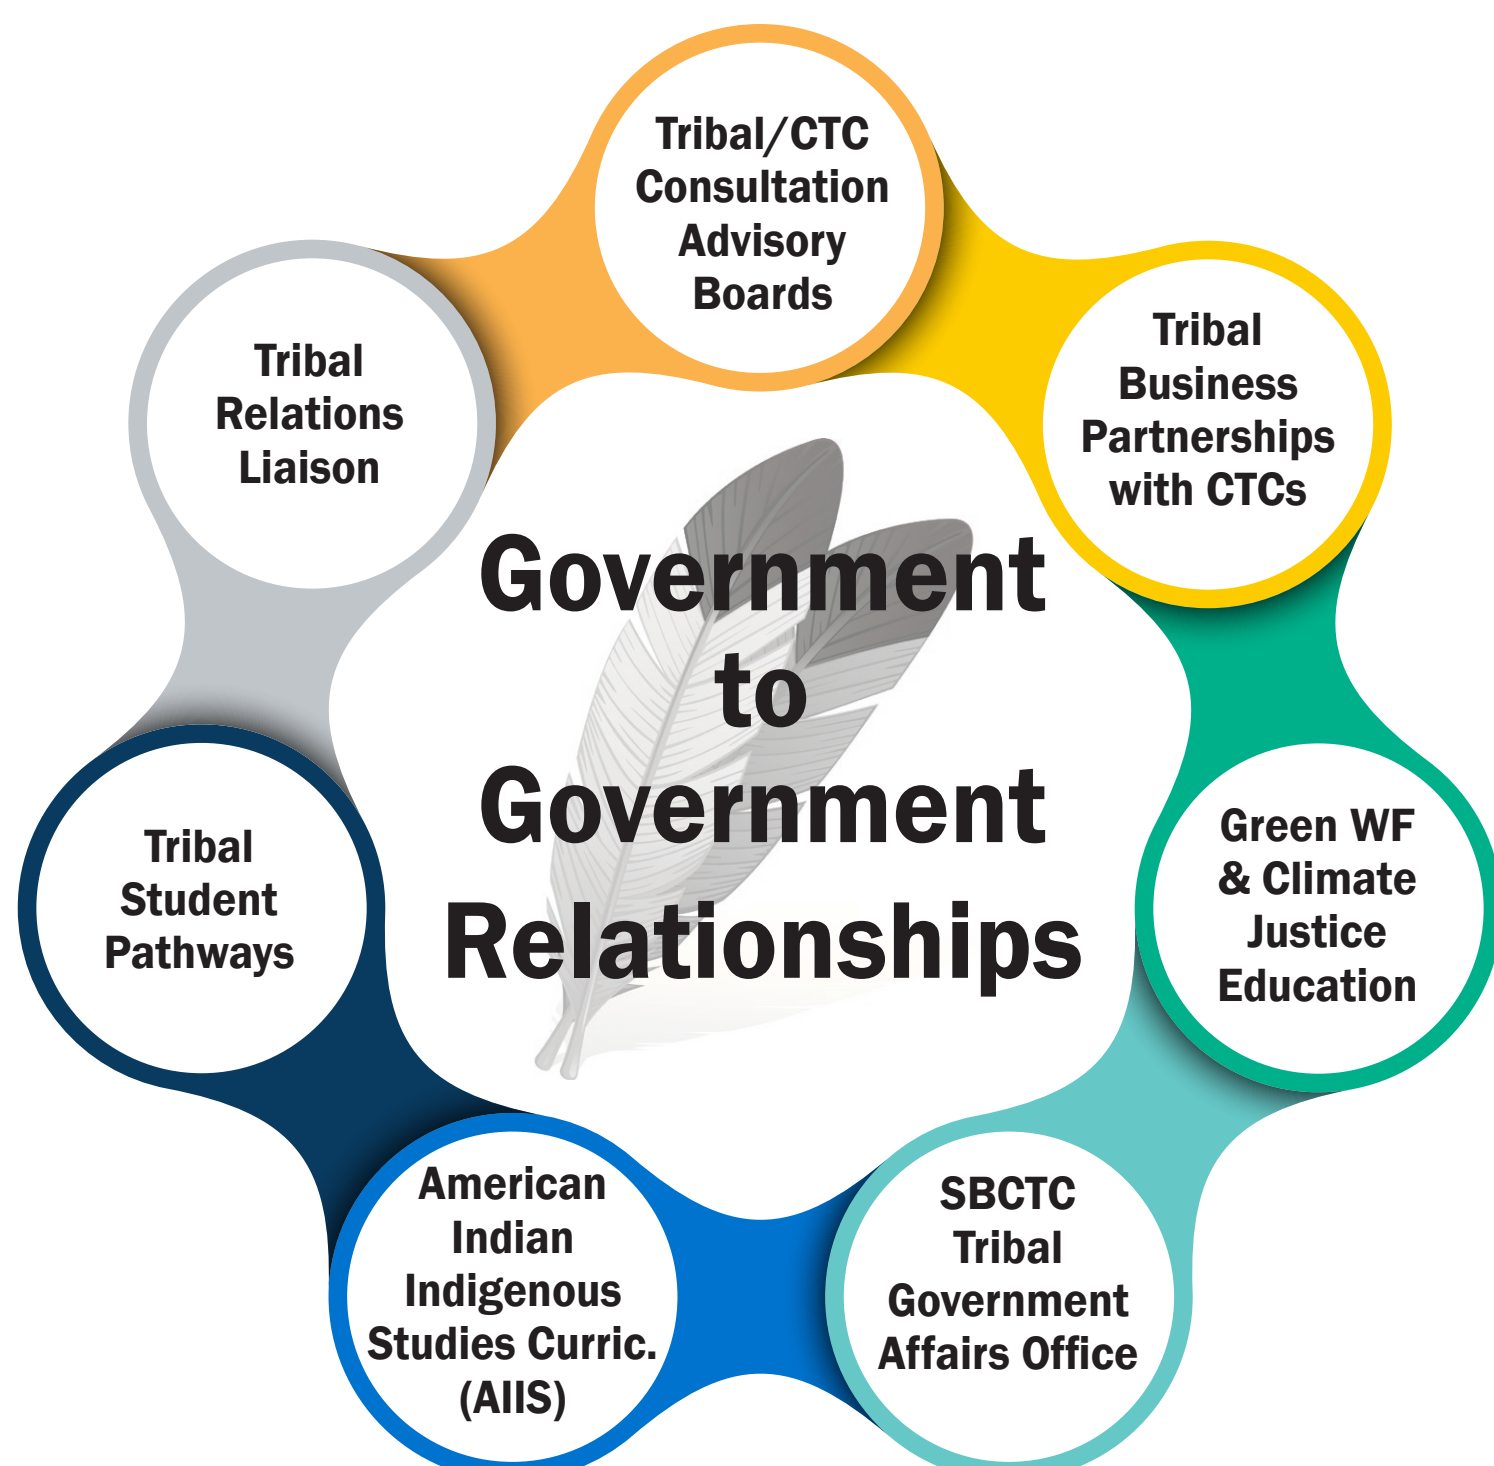 Tribal/CTC
Consultation
Advisory
Boards
Tribal
Business
Partnerships
with CTCs
Green WF
& Climate
Justice
Education
SBCTC
Tribal
Government
Affairs Office
American
Indian
Indigenous
Studies Curric.
(AIIS)
Tribal
Student
Pathways
Tribal
Relations
Liaison
Government
to
Government
Relationships